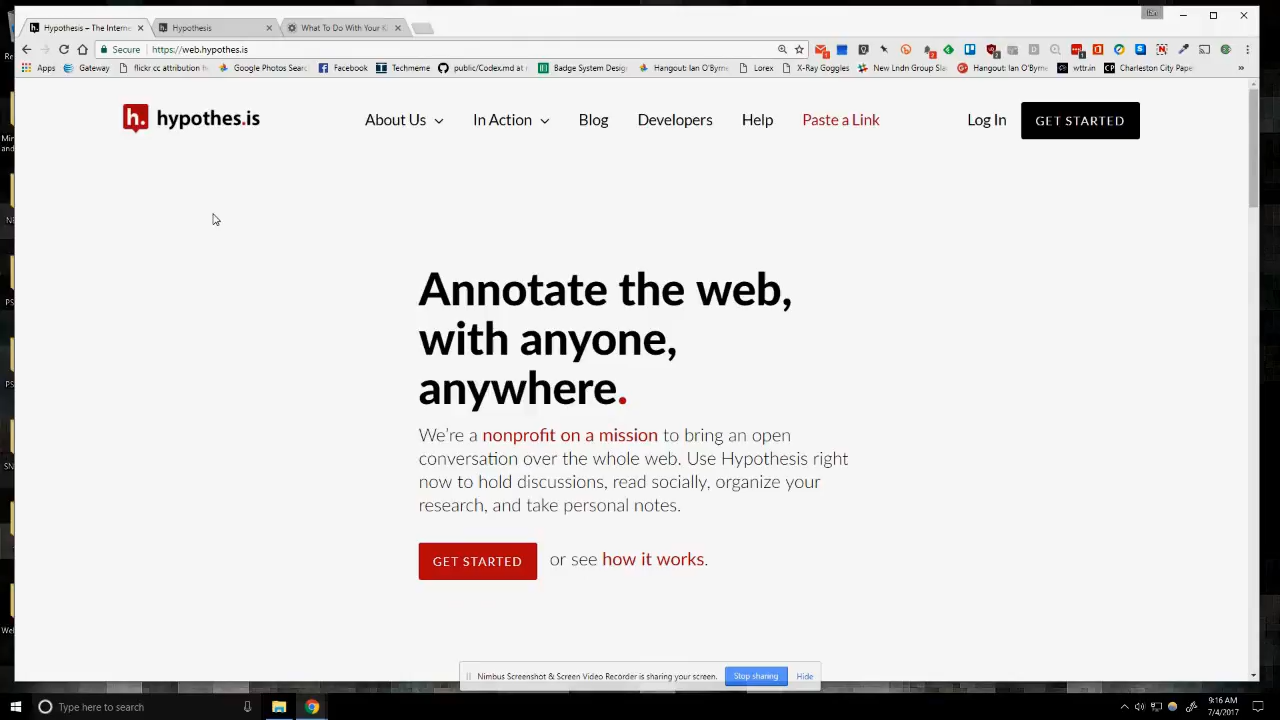 Hypothesis – The Interne
Hypothesis
What To Do With Your Ki
Secure
https://web.hypothes.is
Apps
Gateway
flickr cc attribution h
Google Photos Searc
Facebook
Techmeme
public/Codex.md at
Badge System Desig
Hangout: Ian O'Byrne
Lorex
X-Ray Goggles
New Lndn Group Sla
Hangout: Ian O'Byrne
wttr.in
Charleston City Pape
»
h. hypothes.is
About Us
In Action
Blog
Developers
Help
Paste a Link
Log In
GET STARTED
Annotate the web,
with anyone,
anywhere.
We're a nonprofit on a mission to bring an open
conversation over the whole web. Use Hypothesis right
now to hold discussions, read socially, organize your
research, and take personal notes.
GET STARTED
or see how it works.
Nimbus Screenshot & Screen Video Recorder is sharing your screen.
Stop sharing
Hide
Type here to search
9:16 AM
7/4/2017